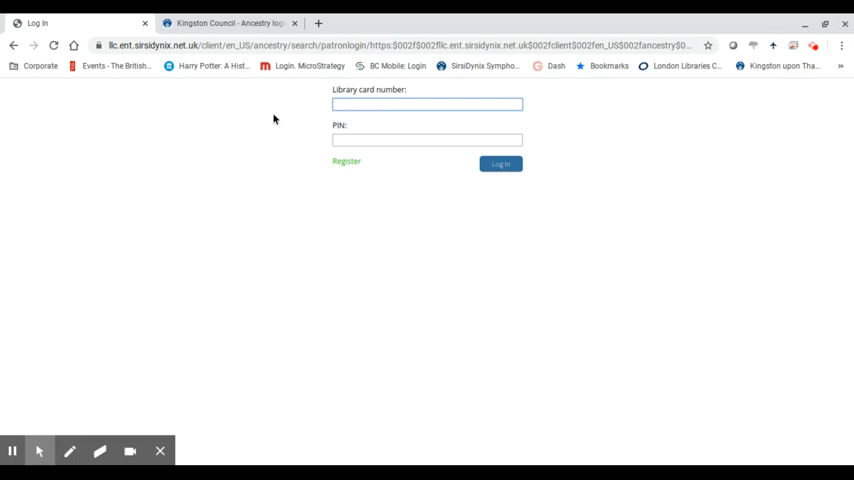 Log In
Kingston Council - Ancestry log
llc.ent.sirsidynix.net.uk/client/en_US/ancestry/search/patronlogin/https:$002f$002fllc.ent.sirsidynix.net.uk$002fclient$002fen_US$002fancestry$0...
Corporate
Events - The British...
Harry Potter: A Hist...
Login. MicroStrategy
BC Mobile: Login
SirsiDynix Sympho...
Dash
Bookmarks
London Libraries C...
Kingston upon Tha...
»
Library card number:
PIN:
Register
Log In